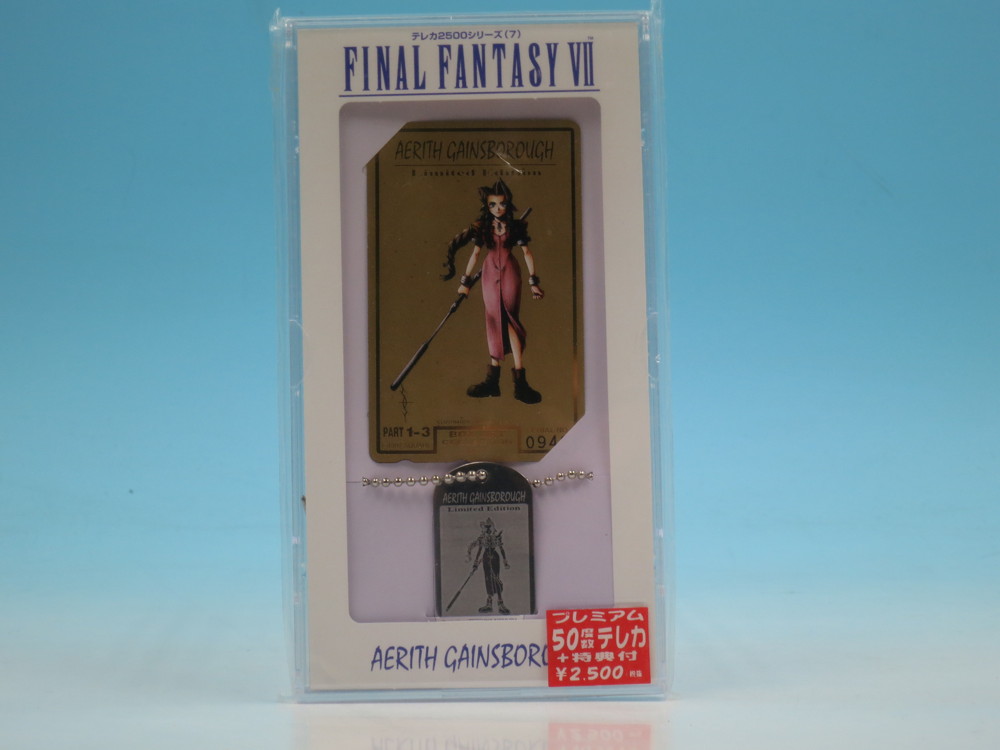 テレカ2500シリーズ(7)
FINAL FANTASY VII
AERITH GAINSBOROUGH
Limited Edition
PART 1-3
094
AERITH GAINSBOROUGH
Limited Edition
AERITH GAINSBORO
プレミアム
50度数テレカ
+特典付
¥2,500